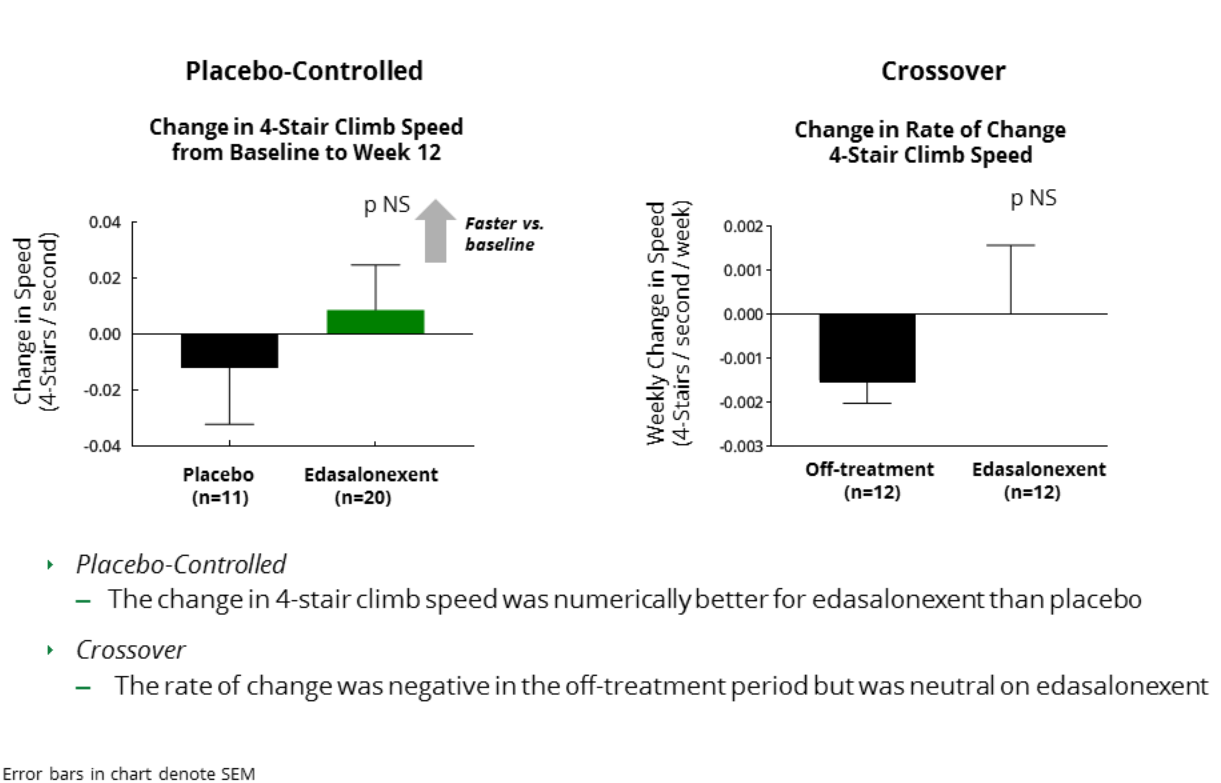 Placebo-Controlled
Change in 4-Stair Climb Speed
from Baseline to Week 12
p NS
Faster vs.
baseline
Change in Speed
(4-Stairs / second)
0.04
0.02
0.00
-0.02
-0.04
Placebo
(n=11)
Edasalonexent
(n=20)
Crossover
Change in Rate of Change
4-Stair Climb Speed
p NS
Weekly Change in Speed
(4-Stairs / second / week)
0.002
0.001
0.000
-0.001
-0.002
-0.003
Off-treatment
(n=12)
Edasalonexent
(n=12)
Placebo-Controlled
– The change in 4-stair climb speed was numerically better for edasalonexent than placebo
Crossover
– The rate of change was negative in the off-treatment period but was neutral on edasalonexent
Error bars in chart denote SEM